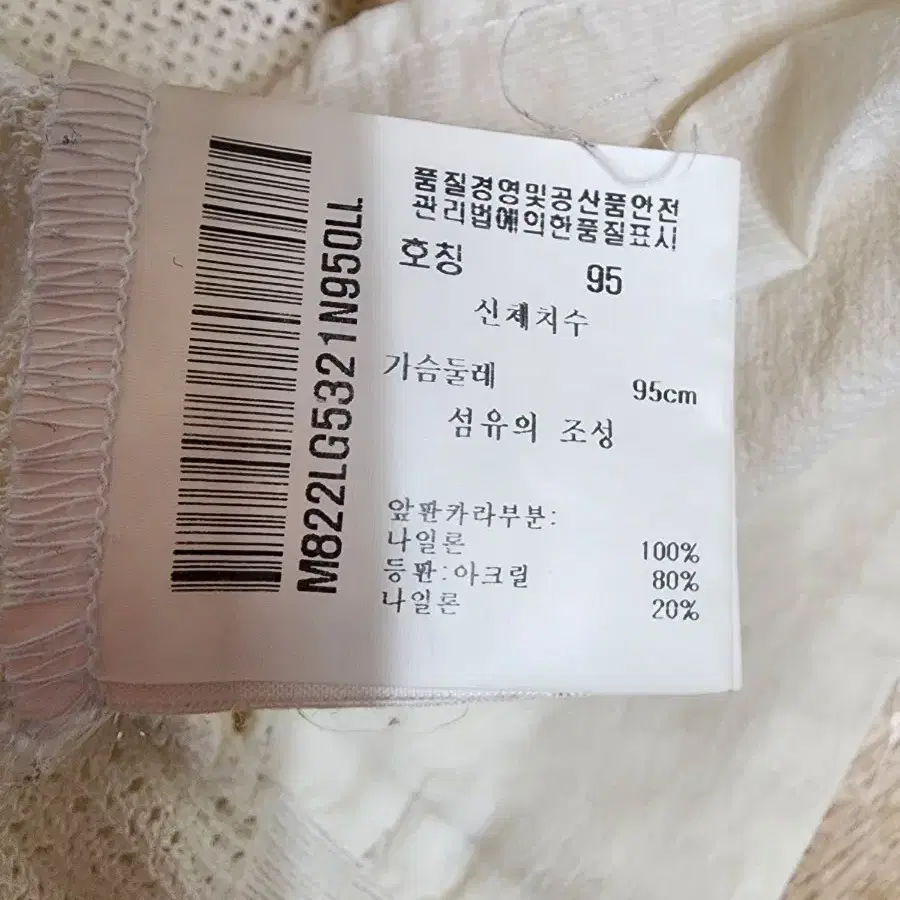 M822LG5321N950LL
품질경영및공산품안전
관리법에의한품질표시
호칭 95
신체치수
가슴둘레 95cm
섬유의 조성
앞판카라부분:
나일론 100%
등판:아크릴 80%
나일론 20%